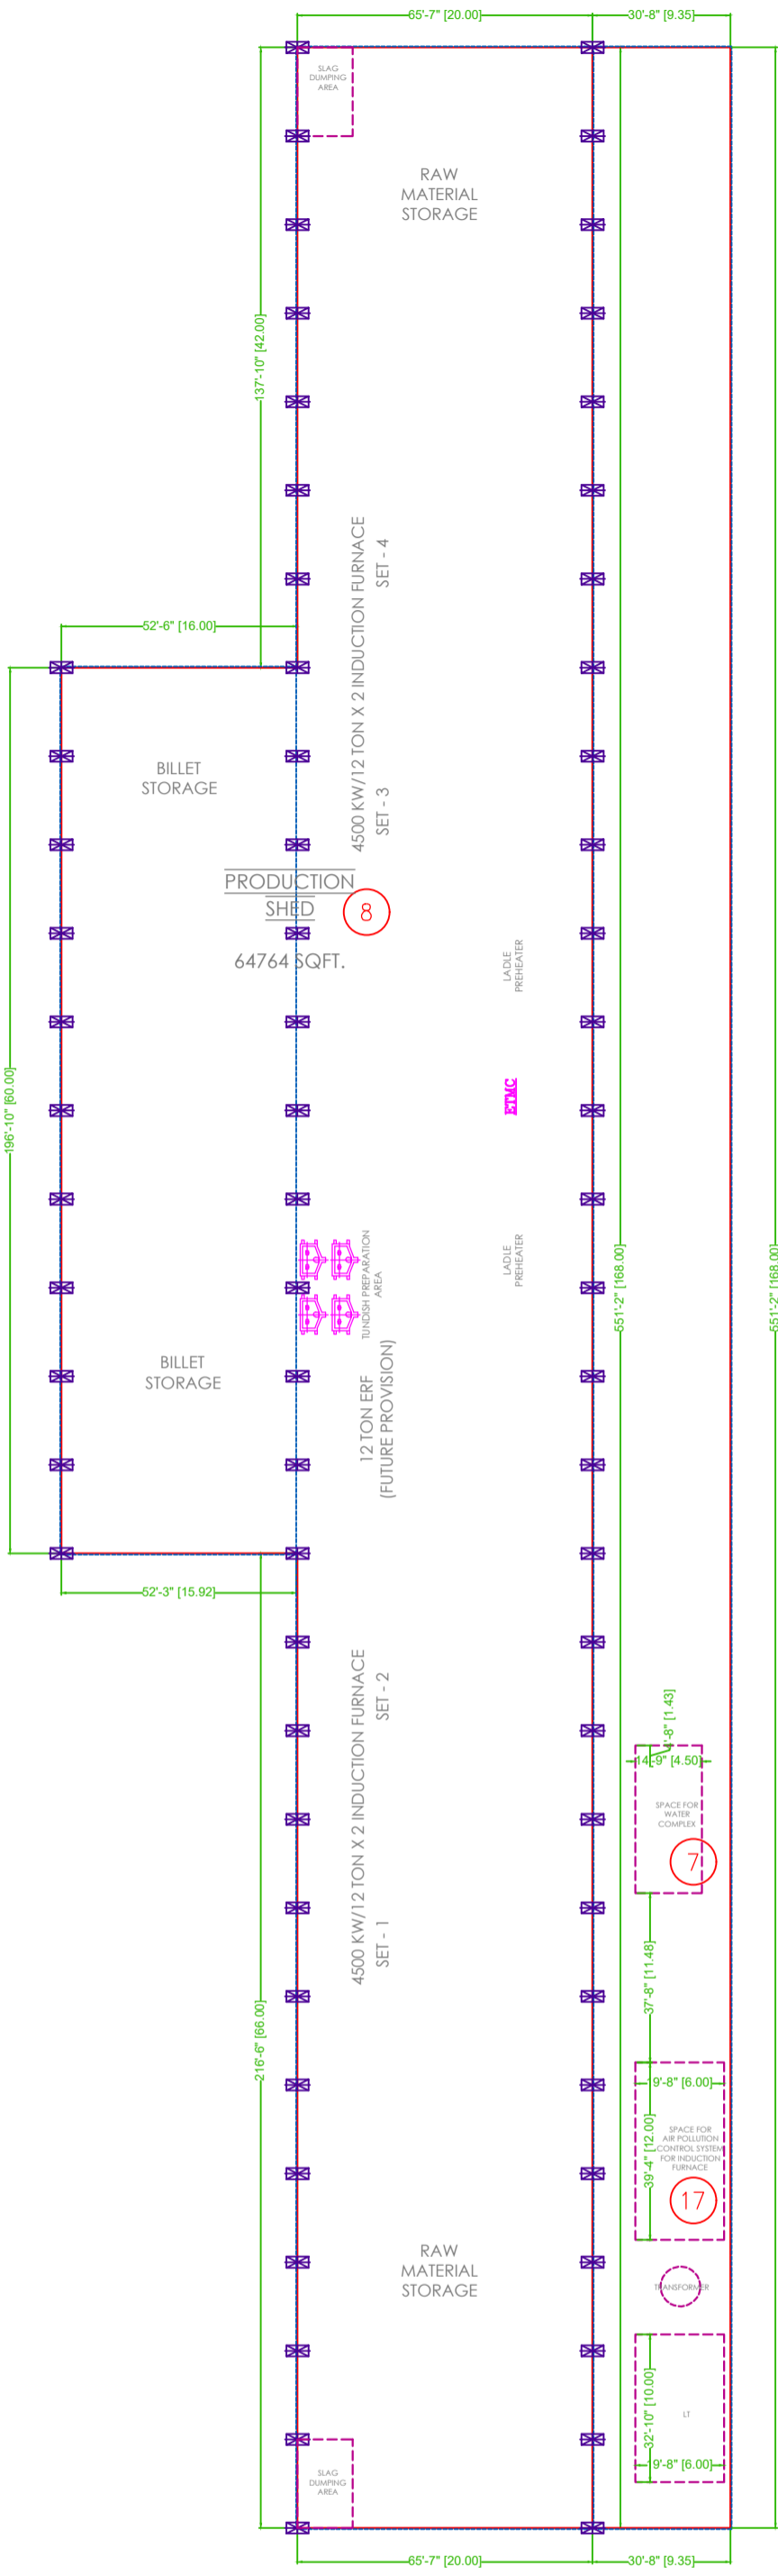 65'-7" [20.00]
30'-8" [9.35]
SLAG
DUMPING
AREA
RAW
MATERIAL
STORAGE
137'-10" [42.00]
4500 KW/12 TON X 2 INDUCTION FURNACE
SET - 4
SET - 3
52'-6" [16.00]
BILLET
STORAGE
PRODUCTION
SHED
8
64764 SQFT.
LADLE
PREHEATER
ETMC
196'-10" [60.00]
TUNDISH PREPARATION
AREA
LADLE
PREHEATER
551'-2" [168.00]
551'-2" [168.00]
BILLET
STORAGE
12 TON ERF
(FUTURE PROVISION)
52'-3" [15.92]
4500 KW/12 TON X 2 INDUCTION FURNACE
SET - 2
SET - 1
[1.43]
14'-9" [4.50]
SPACE FOR
WATER
COMPLEX
7
37'-8" [11.48]
216'-6" [66.00]
19'-8" [6.00]
39'-4" [12.00]
SPACE FOR
AIR POLLUTION
CONTROL SYSTEM
FOR INDUCTION
FURNACE
17
RAW
MATERIAL
STORAGE
TRANSFORMER
32'-10" [10.00]
LT
19'-8" [6.00]
SLAG
DUMPING
AREA
65'-7" [20.00]
30'-8" [9.35]